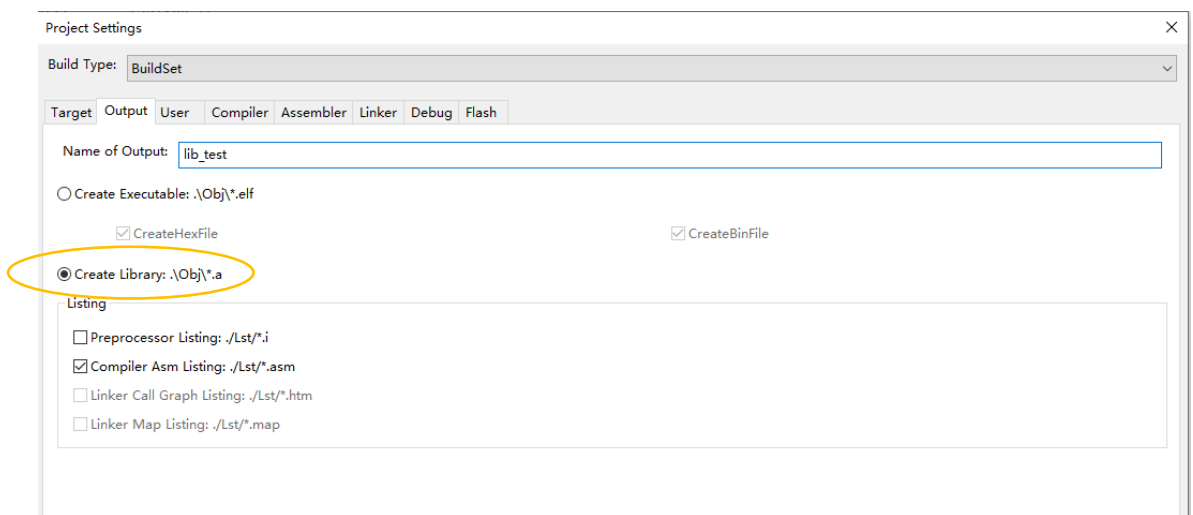 Project Settings
Build Type: BuildSet
Target Output User Compiler Assembler Linker Debug Flash
Name of Output: lib_test
Create Executable: .\Obj\*.elf
CreateHexFile CreateBinFile
Create Library: .\Obj\*.a
Listing
Preprocessor Listing: ./Lst/*.i
Compiler Asm Listing: ./Lst/*.asm
Linker Call Graph Listing: ./Lst/*.htm
Linker Map Listing: ./Lst/*.map